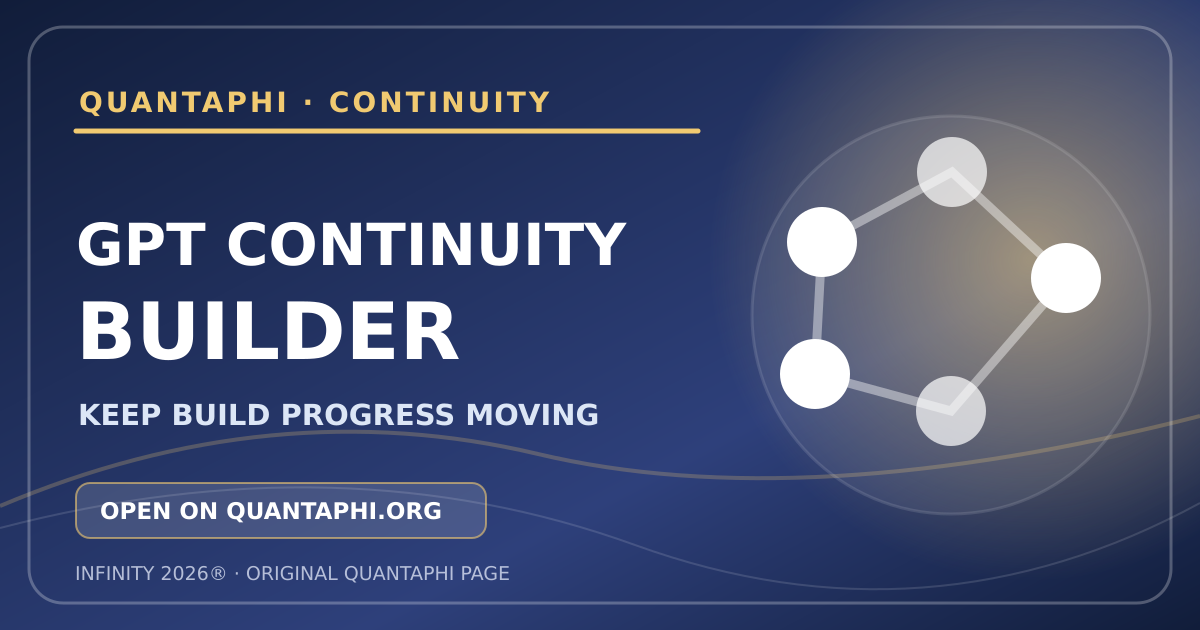 QUANTAPHI · CONTINUITY
GPT CONTINUITY
BUILDER
KEEP BUILD PROGRESS MOVING
OPEN ON QUANTAPHI.ORG
INFINITY 2026® · ORIGINAL QUANTAPHI PAGE